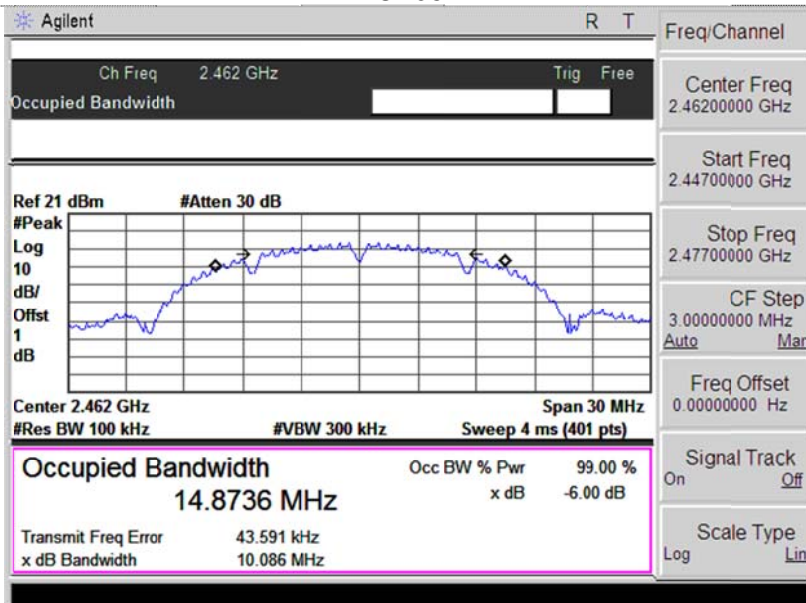 Agilent R T
Ch Freq 2.462 GHz Trig Free
Occupied Bandwidth
Ref 21 dBm #Atten 30 dB
#Peak
Log
10
dB/
Offst
1
dB
Center 2.462 GHz Span 30 MHz
#Res BW 100 kHz #VBW 300 kHz Sweep 4 ms (401 pts)
Occupied Bandwidth Occ BW % Pwr 99.00 %
14.8736 MHz x dB -6.00 dB
Transmit Freq Error 43.591 kHz
x dB Bandwidth 10.086 MHz
Freq/Channel
Center Freq
2.46200000 GHz
Start Freq
2.44700000 GHz
Stop Freq
2.47700000 GHz
CF Step
3.00000000 MHz
Auto Man
Freq Offset
0.00000000 Hz
Signal Track
On Off
Scale Type
Log Lin